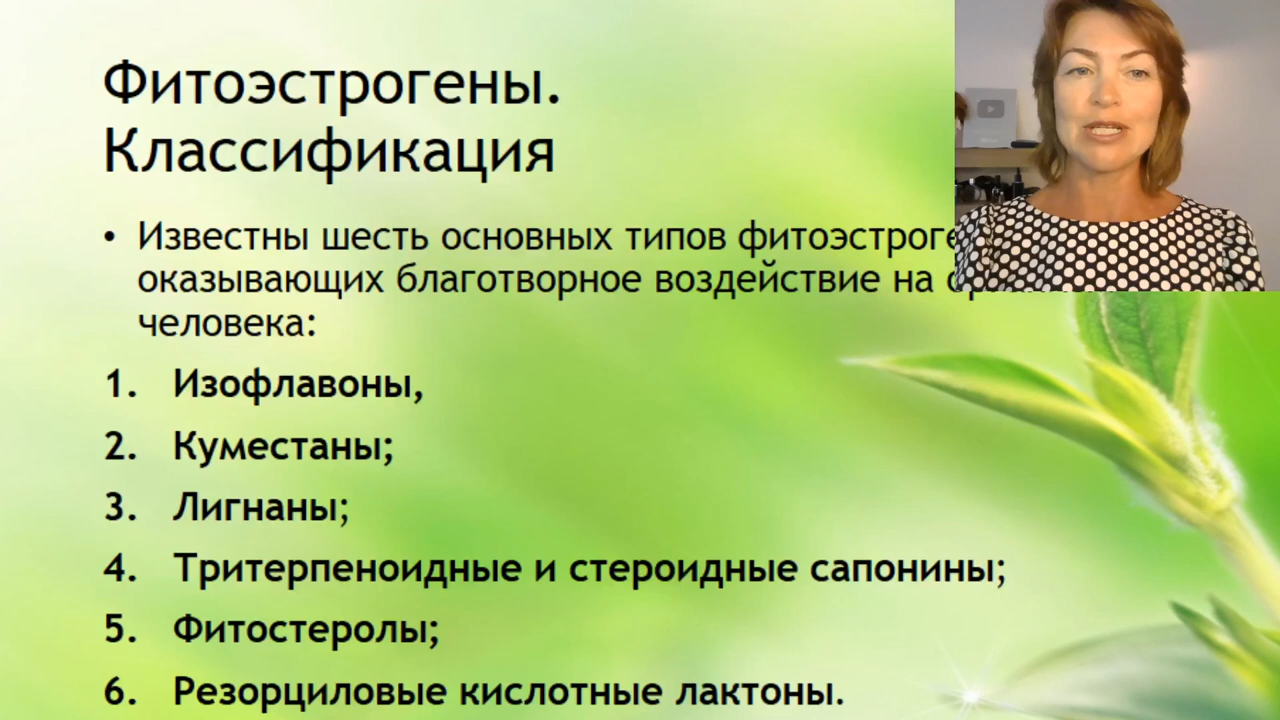 Фитоэстрогены.
Классификация
• Известны шесть основных типов
оказывающих благотворное воздействие на
человека:
1. Изофлавоны,
2. Куместаны;
3. Лигнаны;
4. Тритерпеноидные и стероидные сапонины;
5. Фитостеролы;
6. Резорциловые кислотные лактоны.